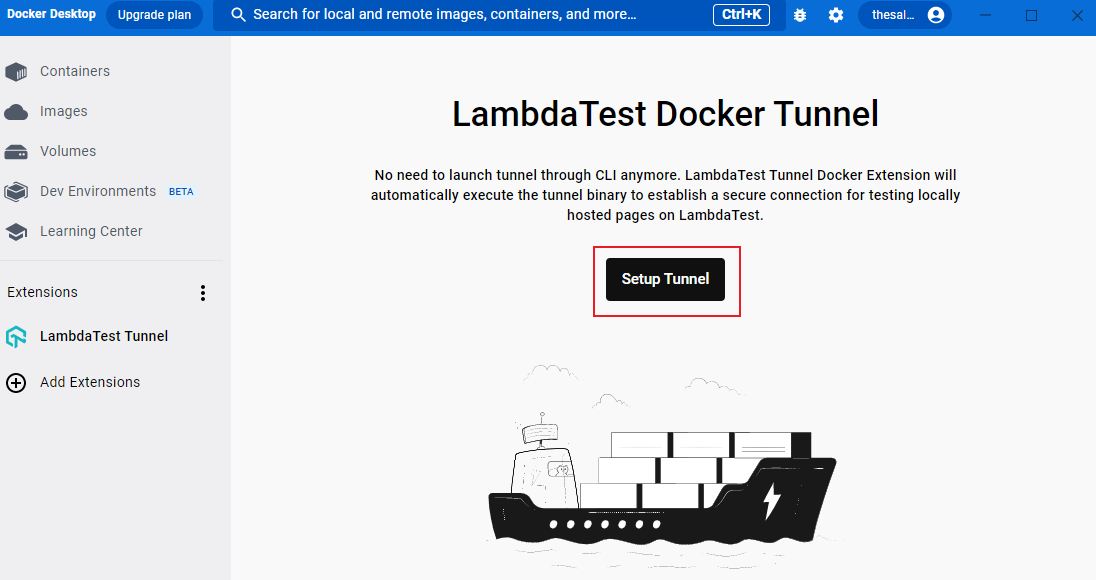 Docker Desktop
Upgrade plan
Search for local and remote images, containers, and more...
Ctrl+K
thesal...
Containers
Images
Volumes
Dev Environments BETA
Learning Center
Extensions
LambdaTest Tunnel
Add Extensions
LambdaTest Docker Tunnel
No need to launch tunnel through CLI anymore. LambdaTest Tunnel Docker Extension will
automatically execute the tunnel binary to establish a secure connection for testing locally
hosted pages on LambdaTest.
Setup Tunnel